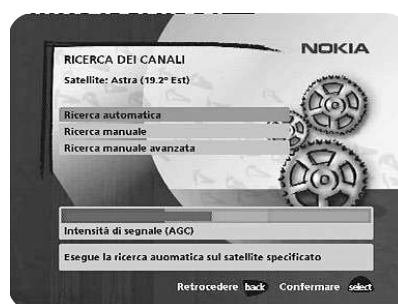 NOKIA
RICERCA DEI CANALI
Satellite: Astra (19.2° Est)
Ricerca automatica
Ricerca manuale
Ricerca manuale avanzata
Intensità di segnale (AGC)
Esegue la ricerca auomatica sul satellite specificato
Retrocedere back Confermare select